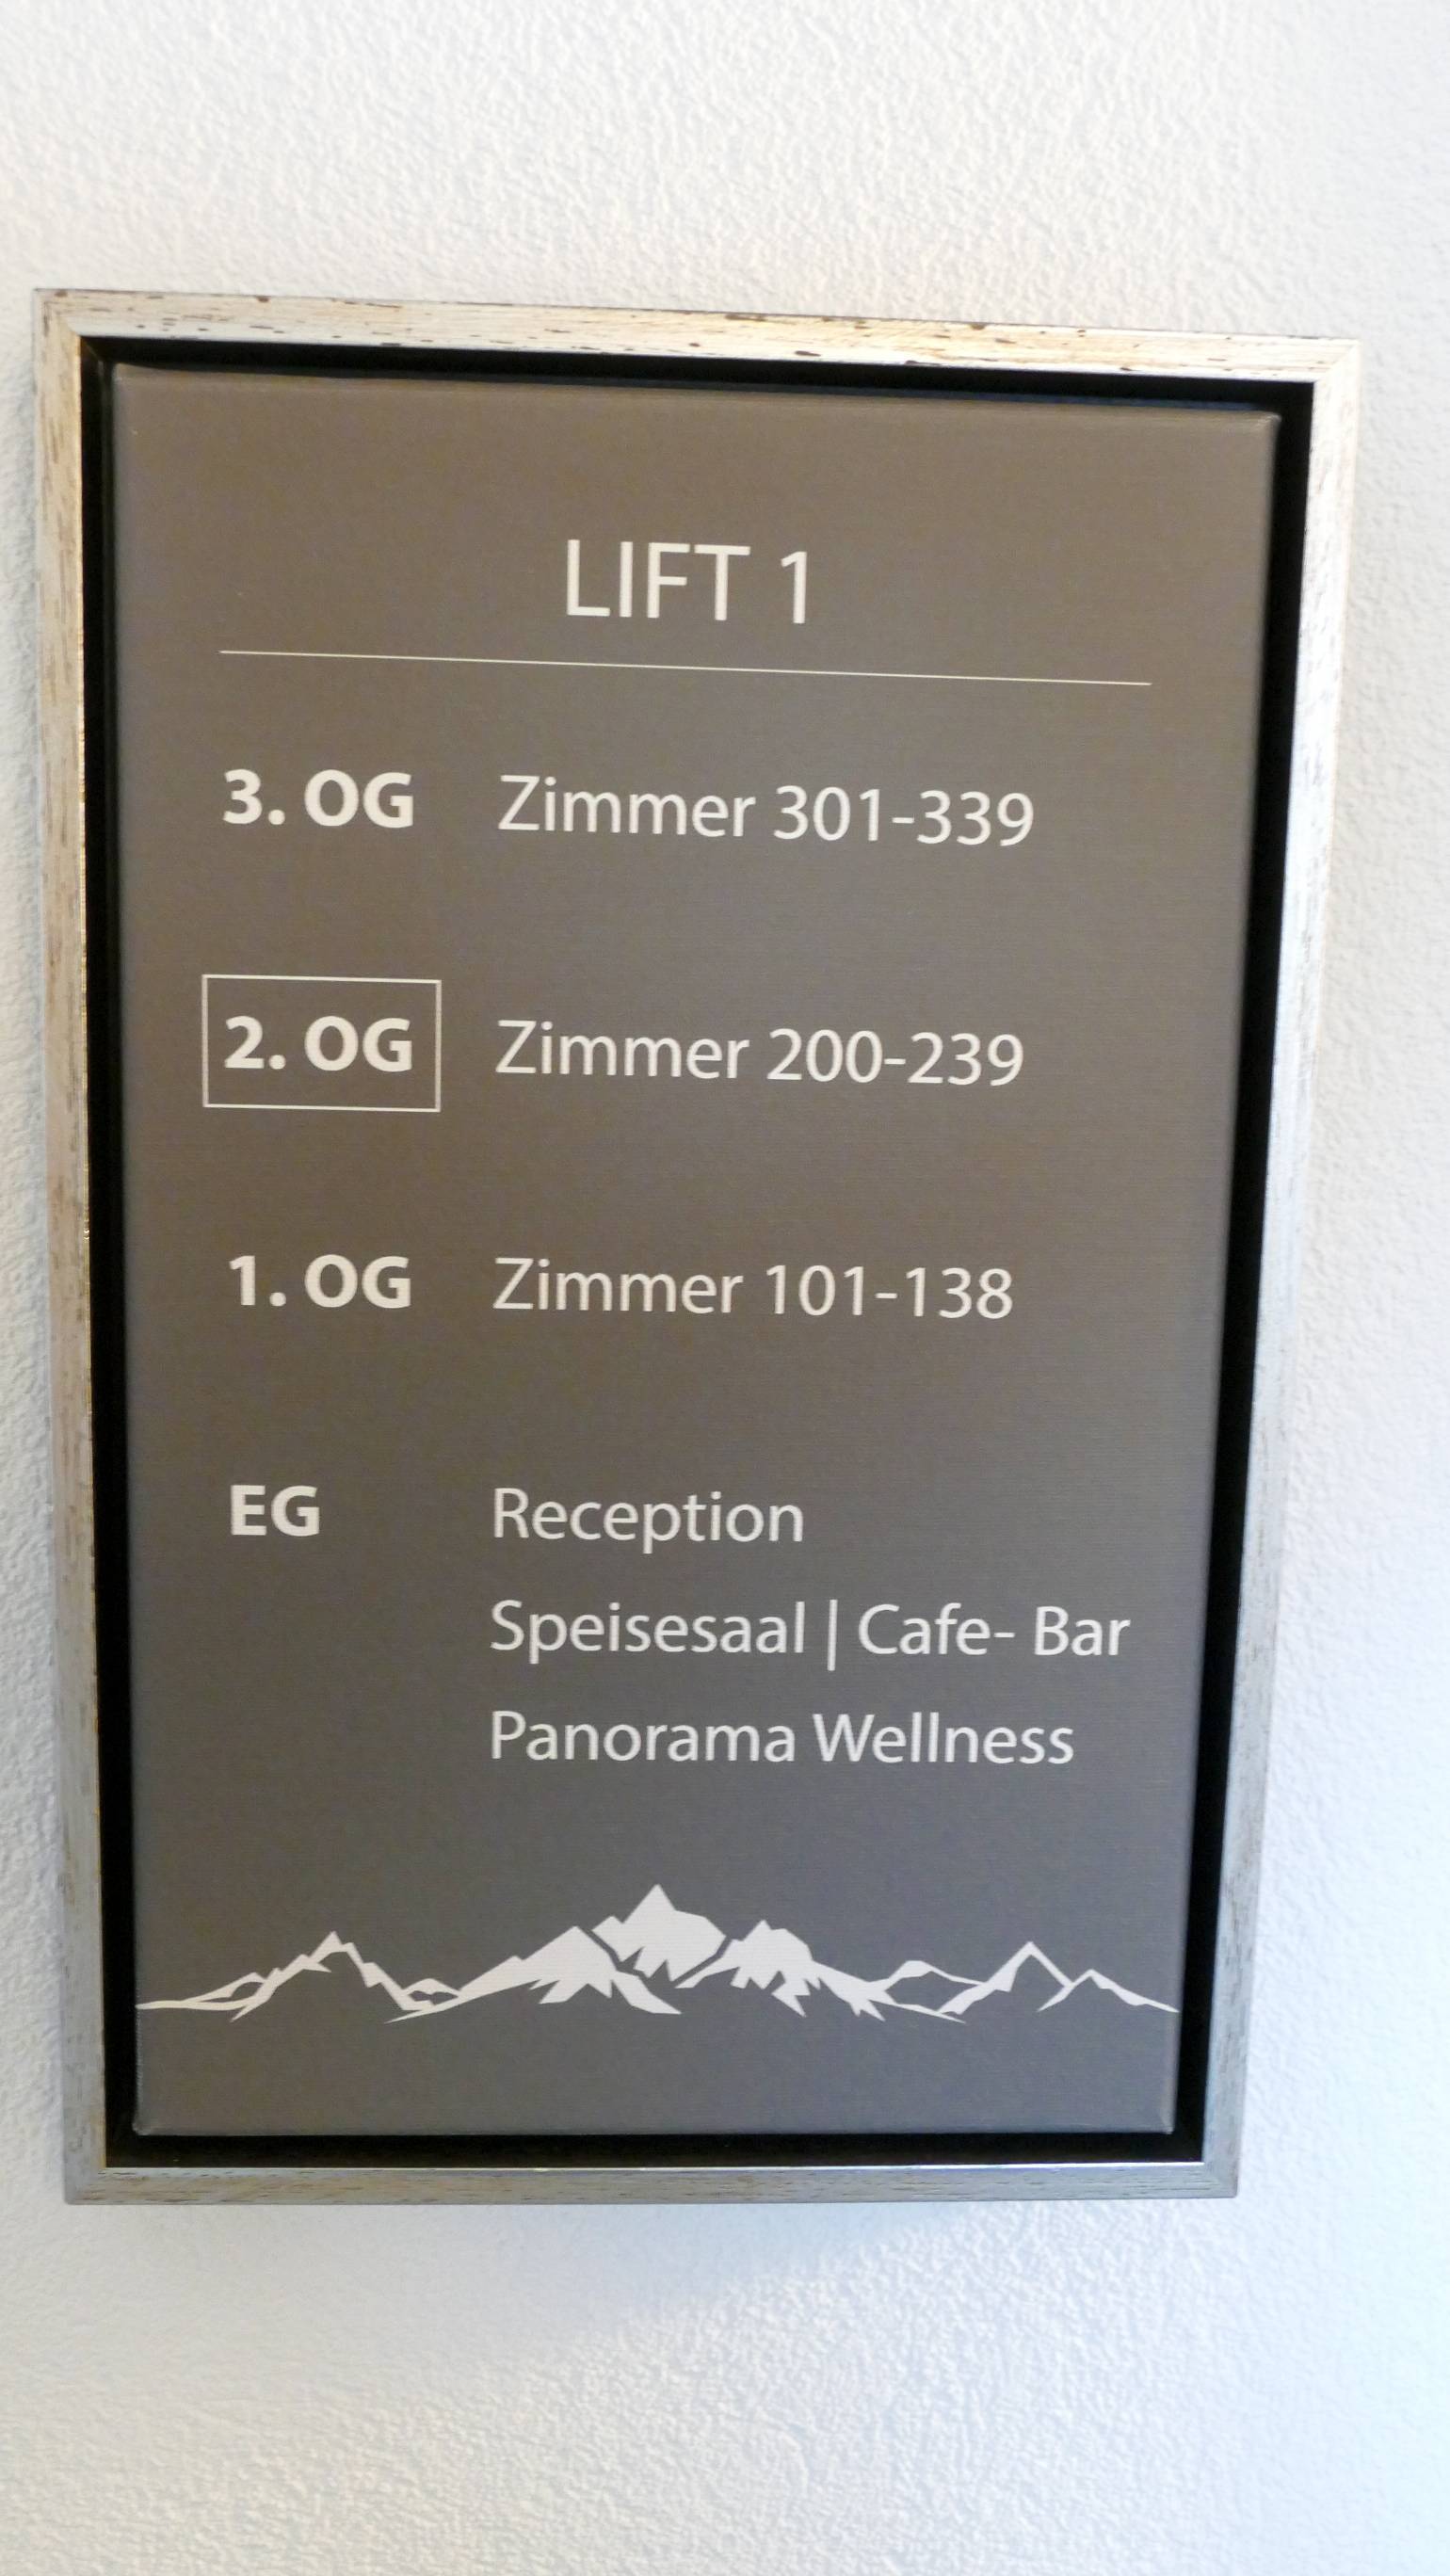 LIFT 1
3. OG Zimmer 301-339
2. OG Zimmer 200-239
1. OG Zimmer 101-138
EG Reception
Speisesaal | Cafe- Bar
Panorama Wellness